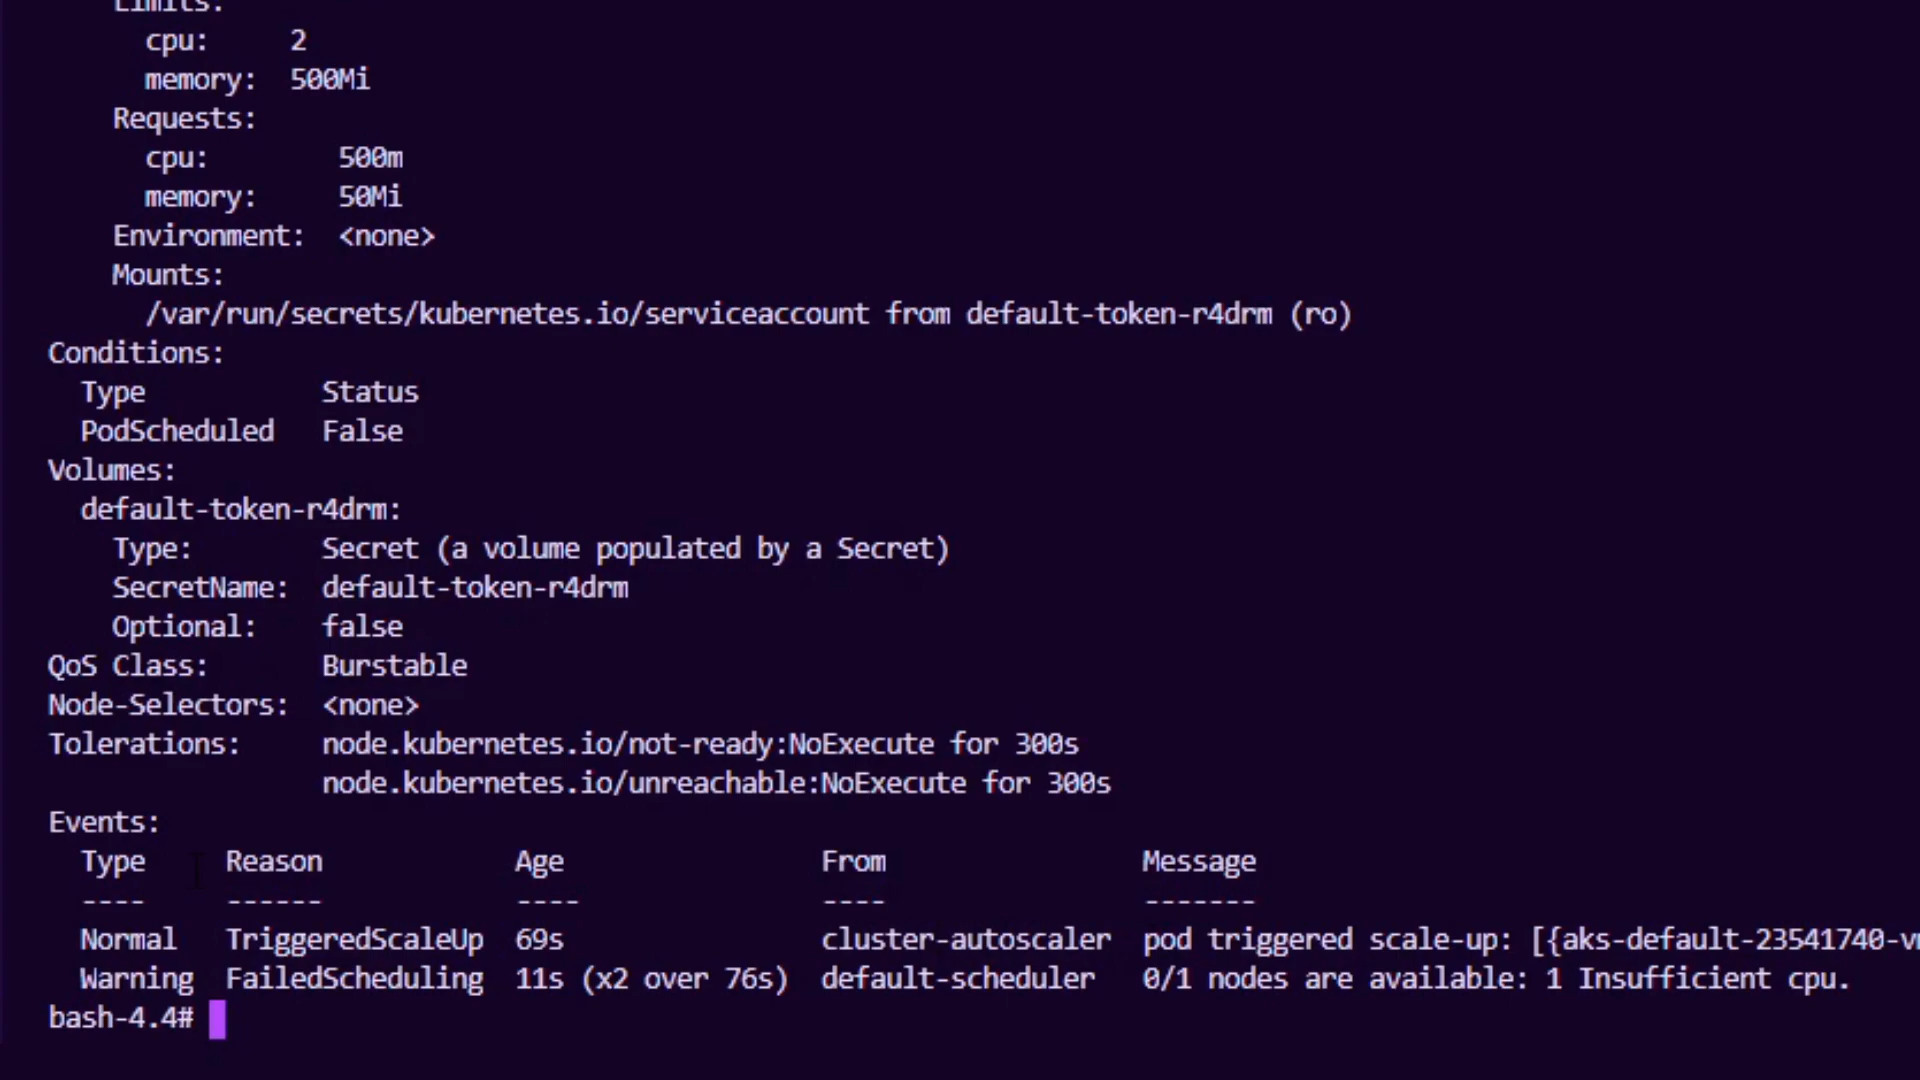 Limits:
cpu: 2
memory: 500Mi
Requests:
cpu: 500m
memory: 50Mi
Environment: <none>
Mounts:
/var/run/secrets/kubernetes.io/serviceaccount from default-token-r4drm (ro)
Conditions:
Type Status
PodScheduled False
Volumes:
default-token-r4drm:
Type: Secret (a volume populated by a Secret)
SecretName: default-token-r4drm
Optional: false
QoS Class: Burstable
Node-Selectors: <none>
Tolerations: node.kubernetes.io/not-ready:NoExecute for 300s
node.kubernetes.io/unreachable:NoExecute for 300s
Events:
Type Reason Age From Message
---- ------ ---- ---- -------
Normal TriggeredScaleUp 69s cluster-autoscaler pod triggered scale-up: [{aks-default-23541740-v
Warning FailedScheduling 11s (x2 over 76s) default-scheduler 0/1 nodes are available: 1 Insufficient cpu.
bash-4.4#